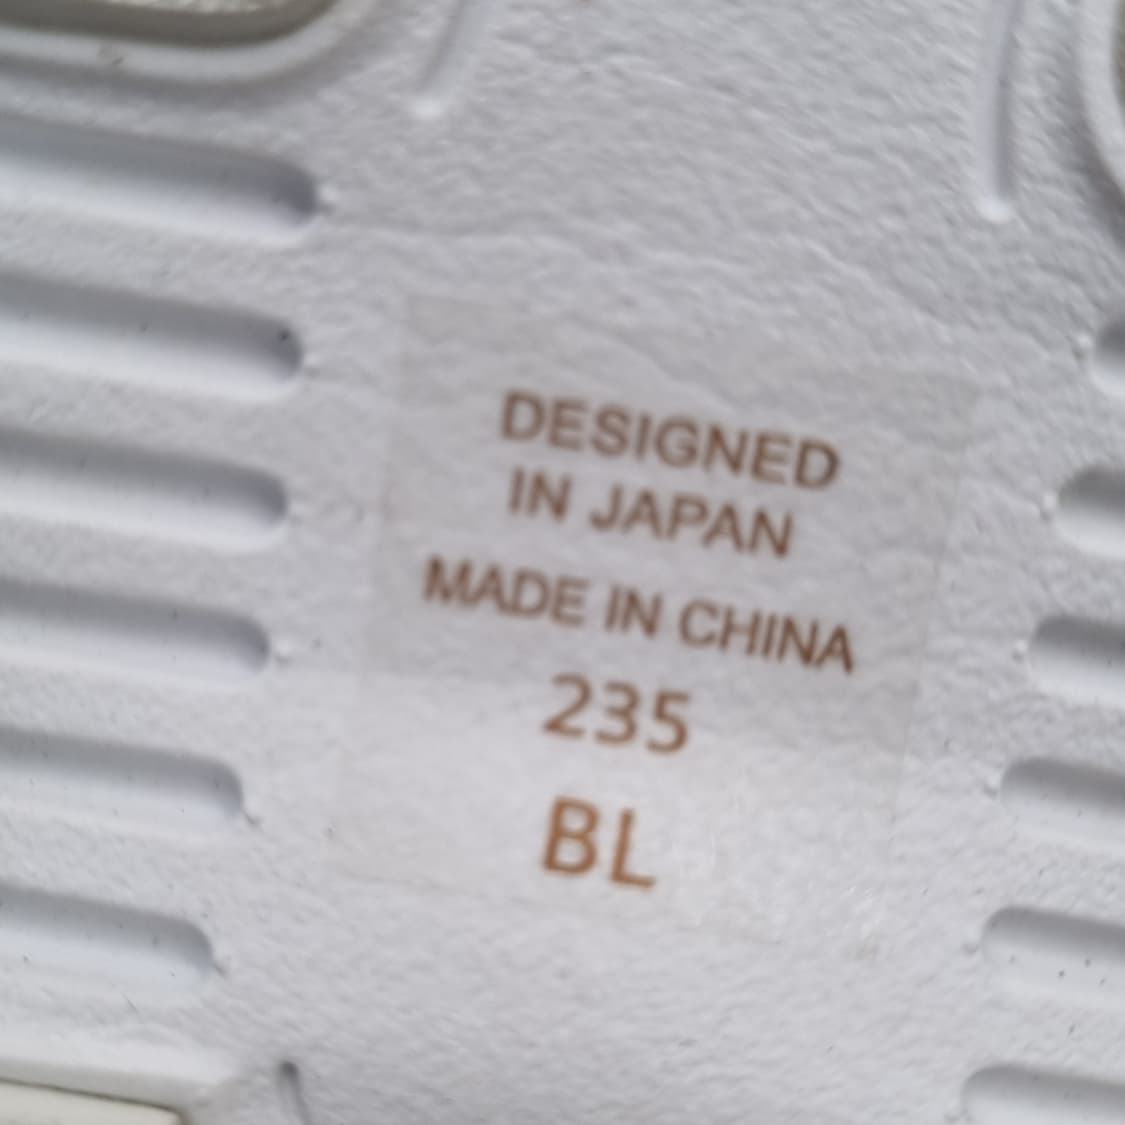 DESIGNED
IN JAPAN
MADE IN CHINA
235
BL